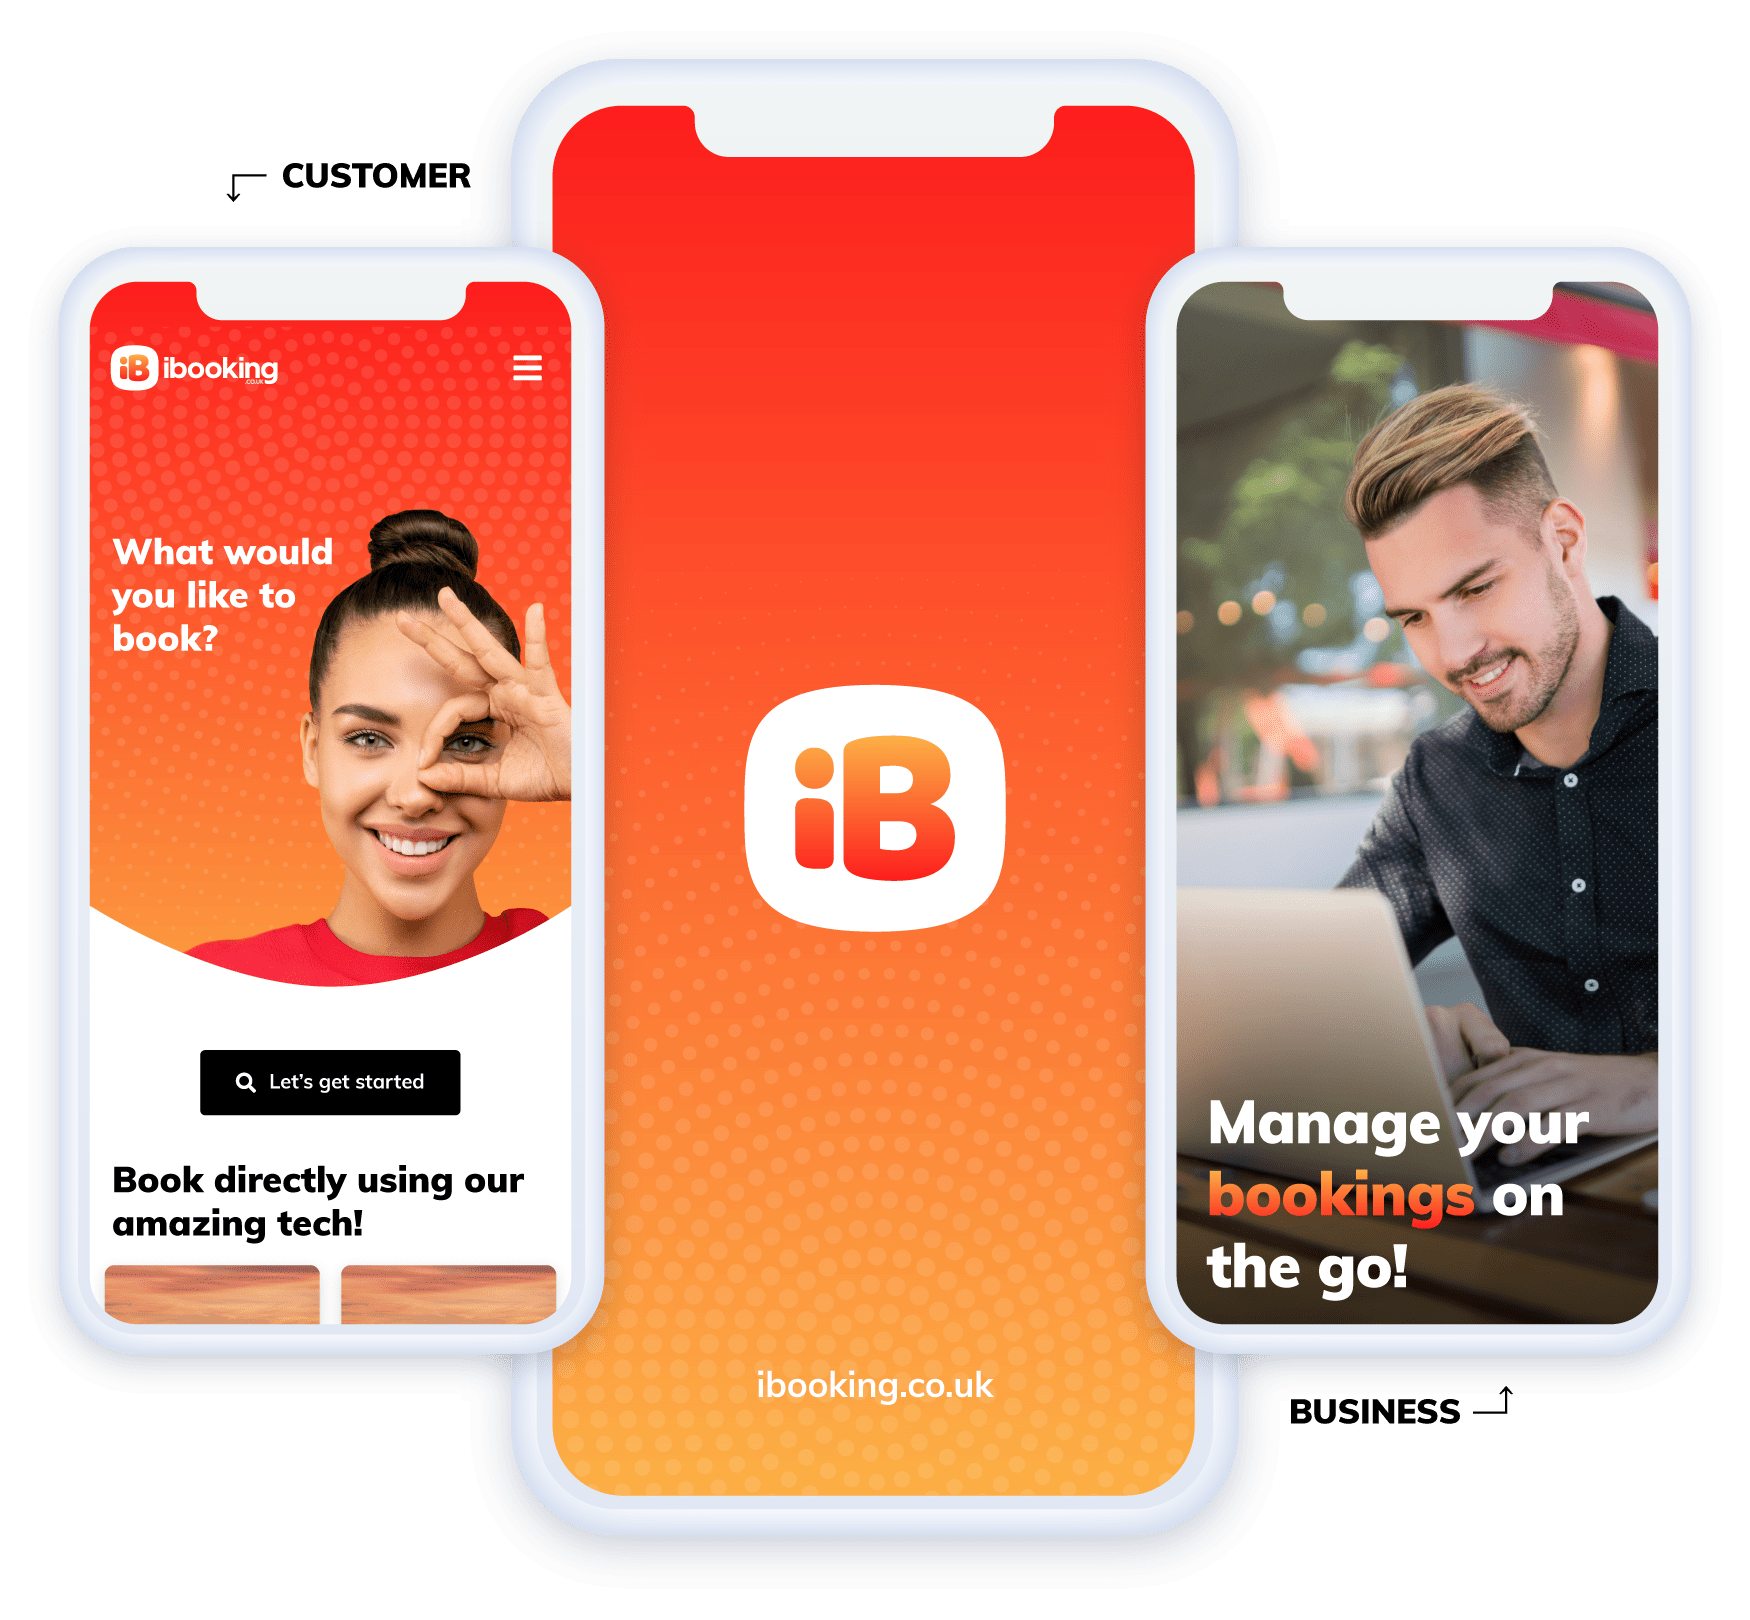 CUSTOMER
iB ibooking
.CO.UK
What would
you like to
book?
Let's get started
Book directly using our
amazing tech!
iB
ibooking.co.uk
Manage your
bookings on
the go!
BUSINESS